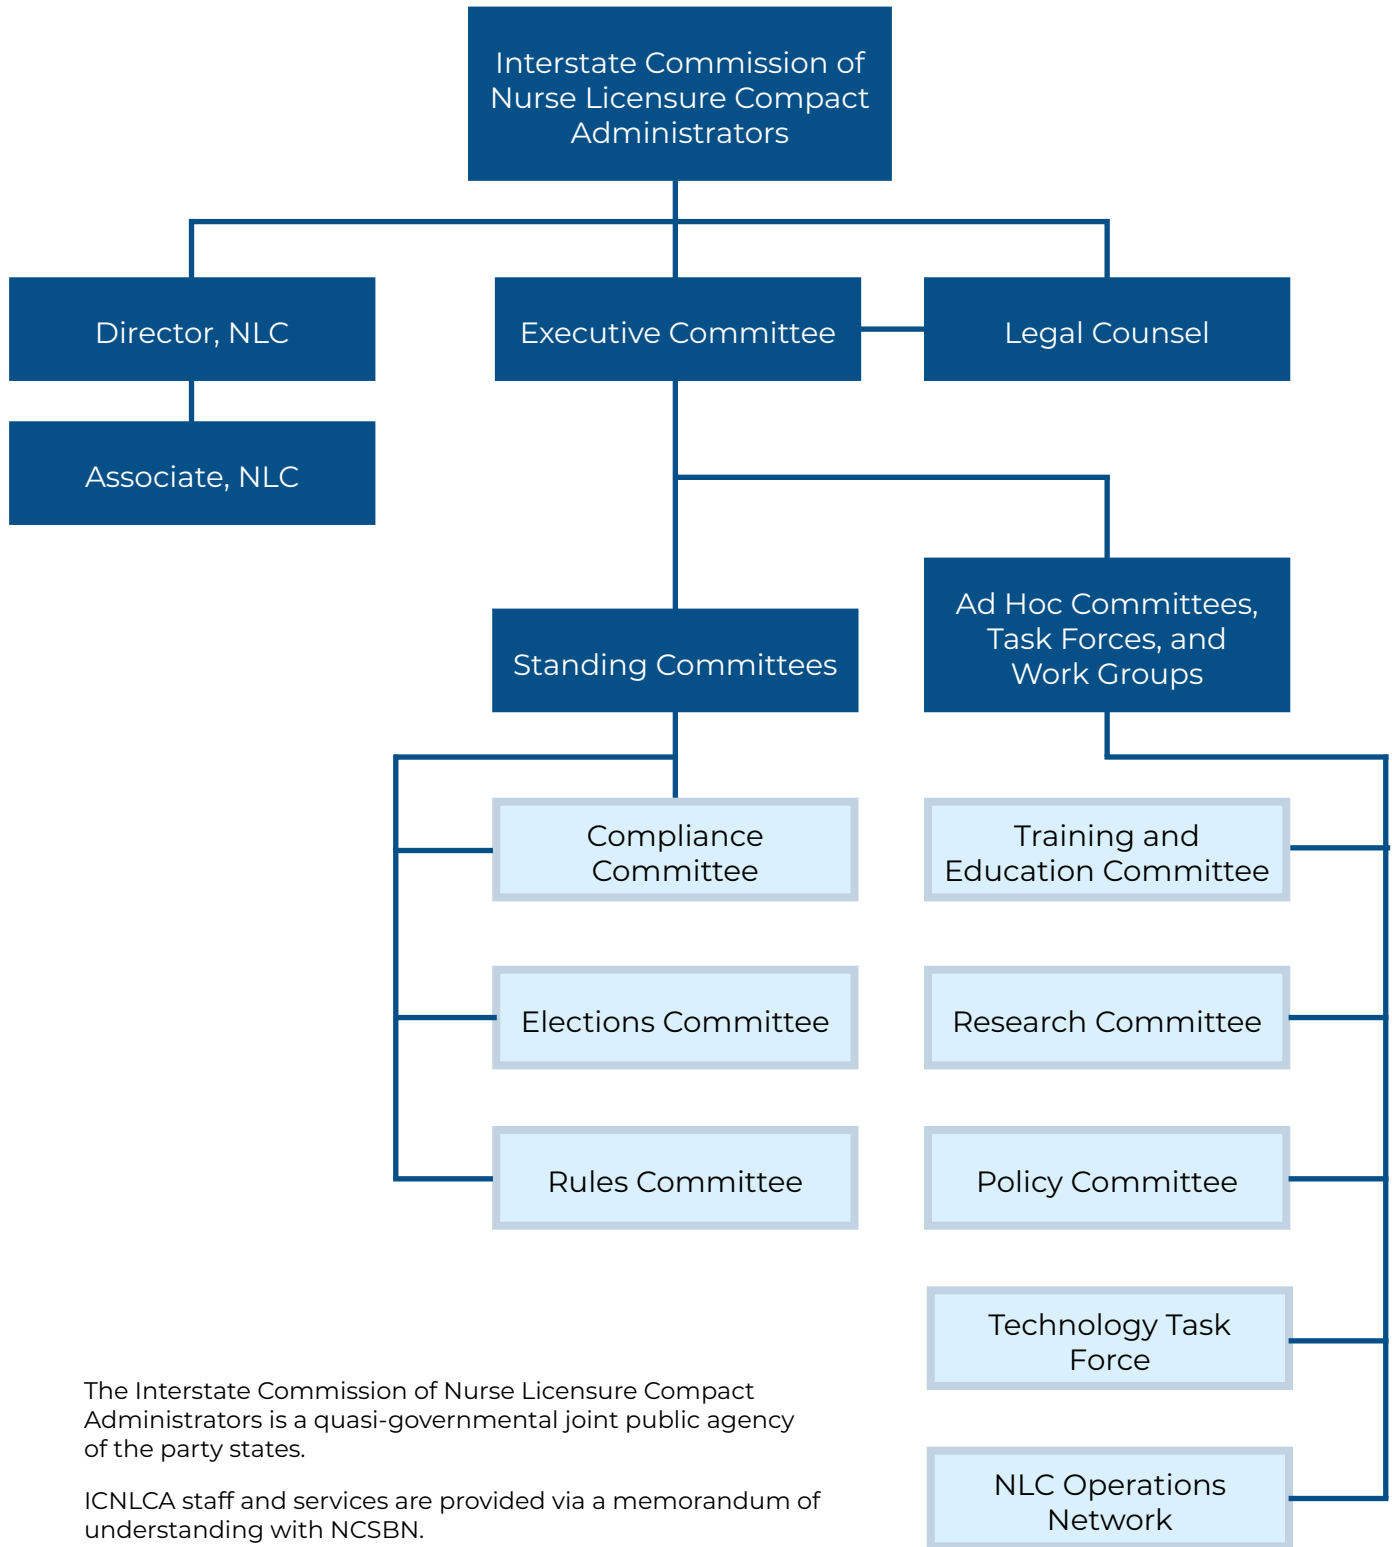 Interstate Commission of
Nurse Licensure Compact
Administrators
Director, NLC
Executive Committee
Legal Counsel
Associate, NLC
Ad Hoc Committees,
Task Forces, and
Work Groups
Standing Committees
Compliance
Committee
Training and
Education Committee
Elections Committee
Research Committee
Rules Committee
Policy Committee
Technology Task
Force
The Interstate Commission of Nurse Licensure Compact
Administrators is a quasi-governmental joint public agency
of the party states.
NLC Operations
Network
ICNLCA staff and services are provided via a memorandum of
understanding with NCSBN.